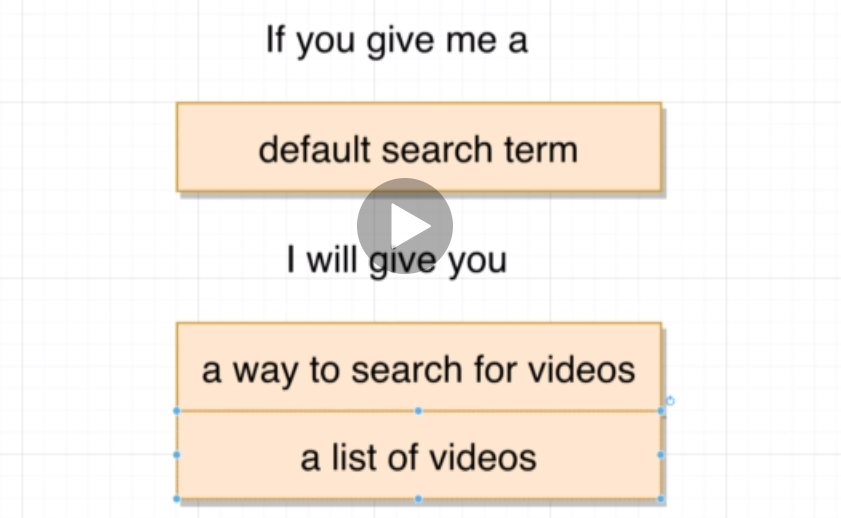 If you give me a
default search term
I will give you
a way to search for videos
a list of videos